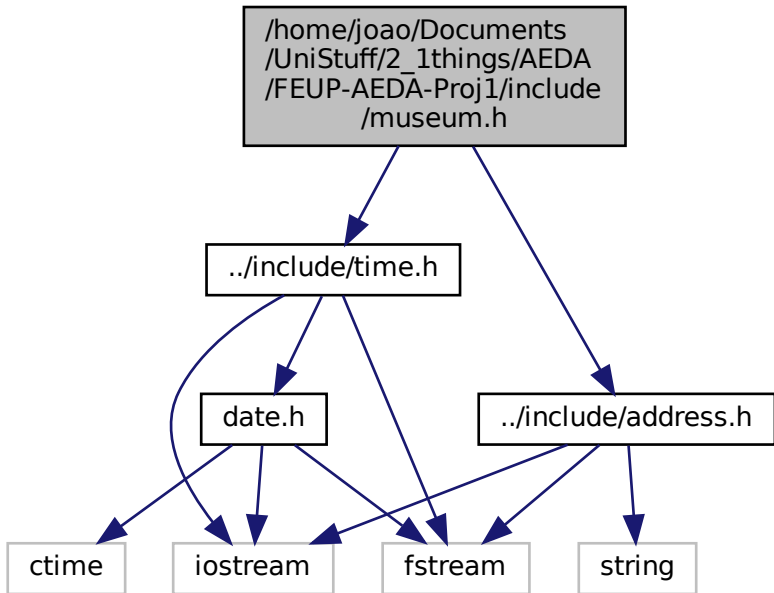 /home/joao/Documents
/UniStuff/2_1things/AEDA
/FEUP-AEDA-Proj1/include
/museum.h
../include/time.h
date.h
../include/address.h
ctime
iostream
fstream
string